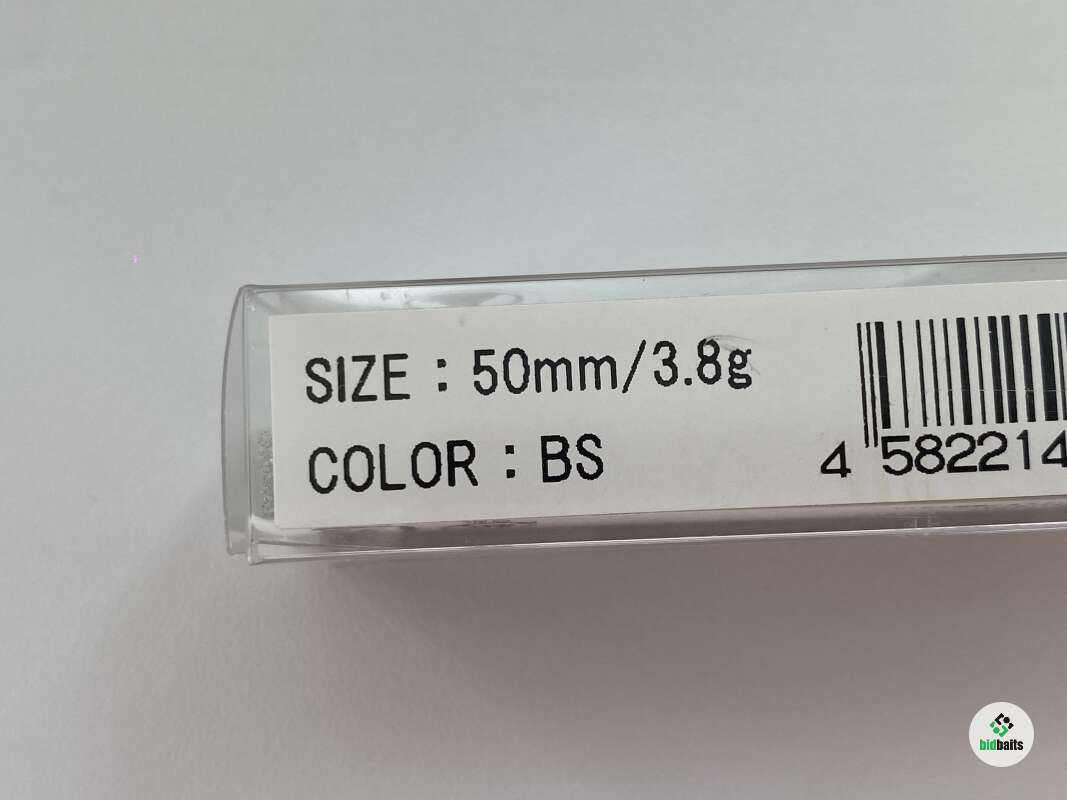 SIZE : 50mm/3.8g
COLOR : BS
4 582214
bidbaits